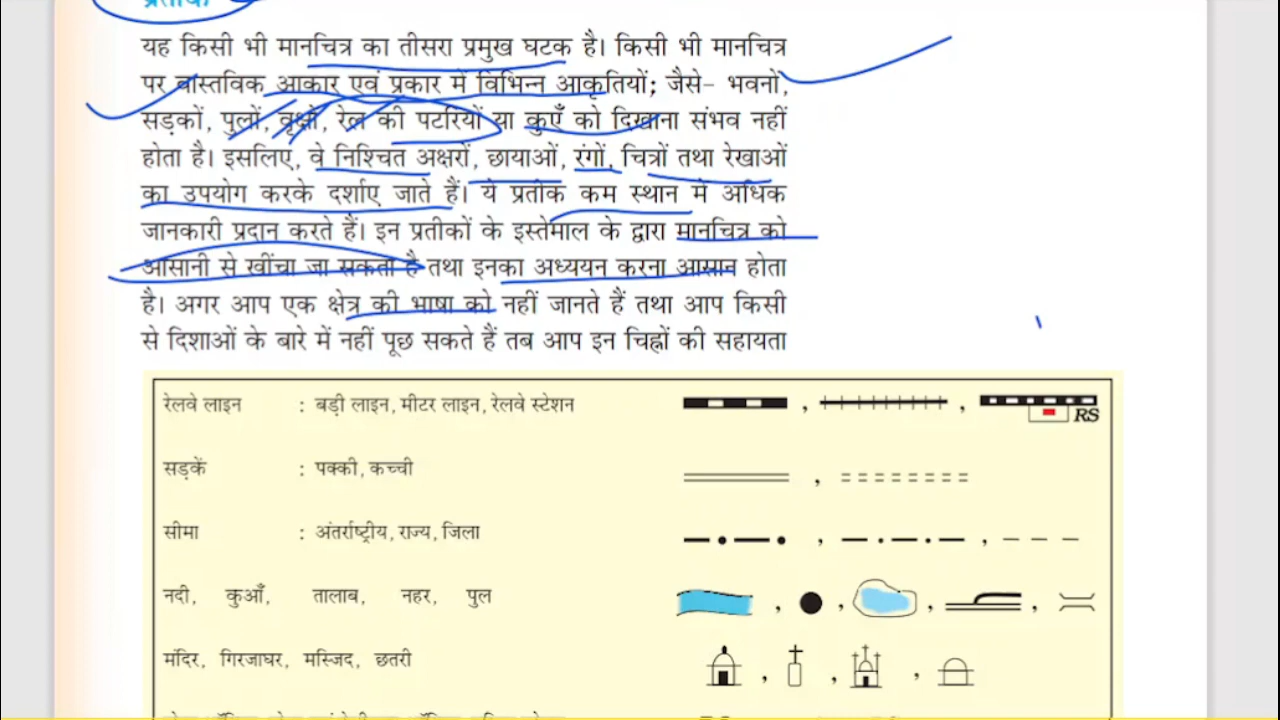 प्रतीक
यह किसी भी मानचित्र का तीसरा प्रमुख घटक है। किसी भी मानचित्र
पर वास्तविक आकार एवं प्रकार में विभिन्न आकृतियों; जैसे- भवनो,
सड़कों, पुलों, वृक्षों, रेल की पटरियों या कुएँ को दिखाना संभव नहीं
होता है। इसलिए, वे निश्चित अक्षरों, छायाओं, रंगों, चित्रों तथा रेखाओं
का उपयोग करके दर्शाए जाते हैं। ये प्रतीक कम स्थान में अधिक
जानकारी प्रदान करते हैं। इन प्रतीकों के इस्तेमाल के द्वारा मानचित्र को
आसानी से खींचा जा सकता है तथा इनका अध्ययन करना आसान होता
है। अगर आप एक क्षेत्र की भाषा को नहीं जानते हैं तथा आप किसी
से दिशाओं के बारे में नहीं पूछ सकते हैं तब आप इन चिह्नों की सहायता
रेलवे लाइन : बड़ी लाइन, मीटर लाइन, रेलवे स्टेशन , , RS
सड़कें : पक्की, कच्ची ,
सीमा : अंतर्राष्ट्रीय, राज्य, जिला , ,
नदी, कुआँ, तालाब, नहर, पुल , , , ,
मंदिर, गिरजाघर, मस्जिद, छतरी , , ,